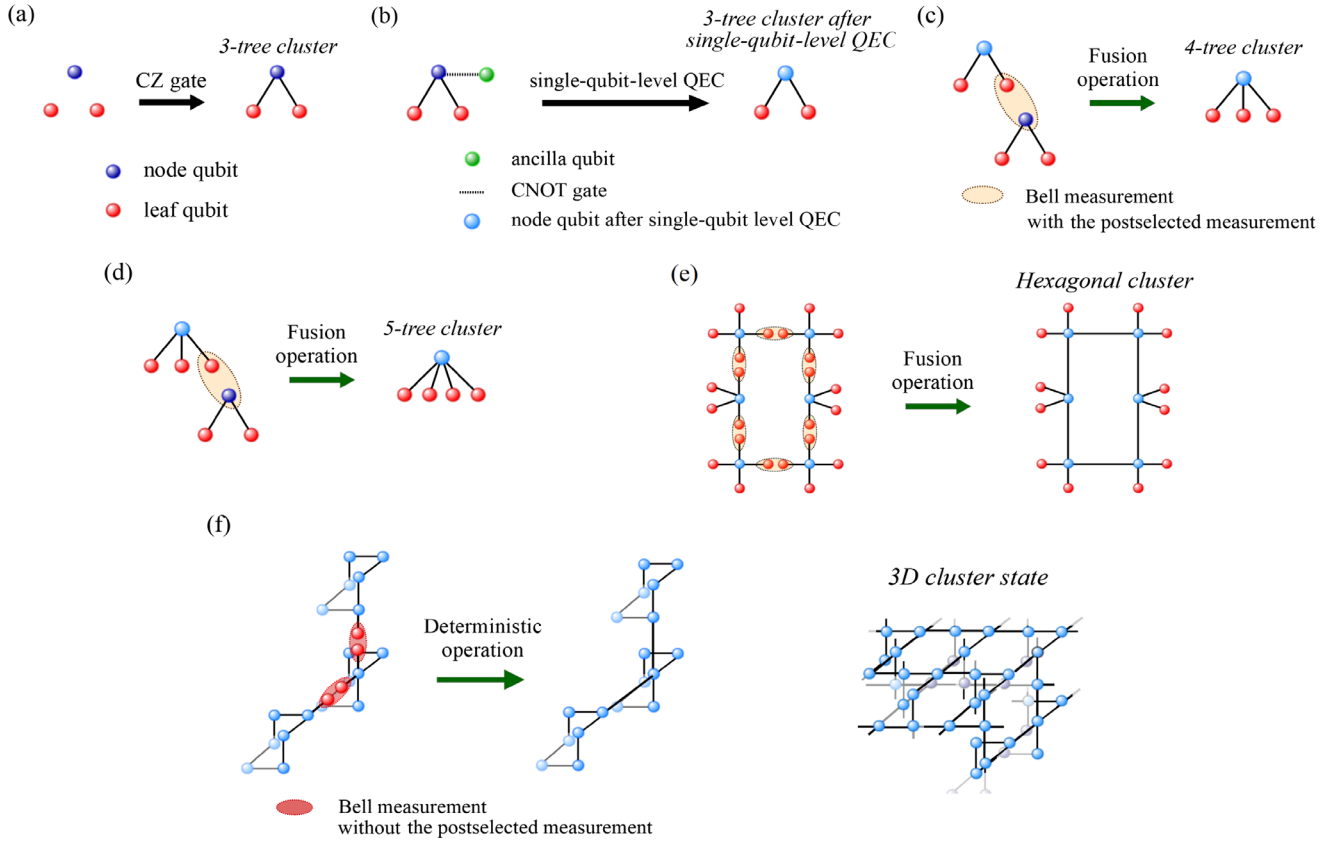 (a)
3-tree cluster
CZ gate
node qubit
leaf qubit
(b)
3-tree cluster after
single-qubit-level QEC
single-qubit-level QEC
ancilla qubit
CNOT gate
node qubit after single-qubit level QEC
(c)
Fusion
operation
4-tree cluster
Bell measurement
with the postselected measurement
(d)
Fusion
operation
5-tree cluster
(e)
Hexagonal cluster
Fusion
operation
(f)
Deterministic
operation
3D cluster state
Bell measurement
without the postselected measurement